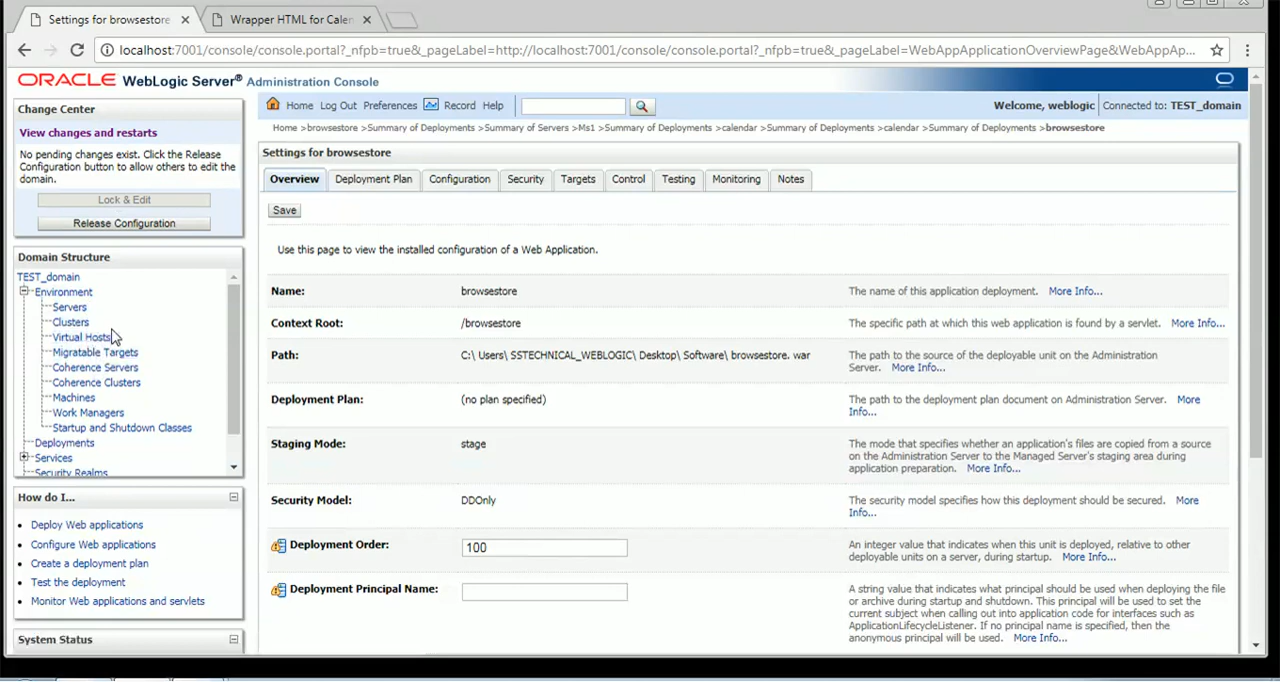 Settings for browsestore
Wrapper HTML for Calen
localhost:7001/console/console.portal?_nfpb=true&_pageLabel=http://localhost:7001/console/console.portal?_nfpb=true&_pageLabel=WebAppApplicationOverviewPage&WebAppAp...
ORACLE WebLogic Server® Administration Console
Change Center
View changes and restarts
No pending changes exist. Click the Release
Configuration button to allow others to edit the
domain.
Lock & Edit
Release Configuration
Domain Structure
TEST_domain
Environment
Servers
Clusters
Virtual Hosts
Migratable Targets
Coherence Servers
Coherence Clusters
Machines
Work Managers
Startup and Shutdown Classes
Deployments
Services
Security Realms
How do I...
Deploy Web applications
Configure Web applications
Create a deployment plan
Test the deployment
Monitor Web applications and servlets
System Status
Home Log Out Preferences Record Help
Welcome, weblogic Connected to: TEST_domain
Home >browsestore >Summary of Deployments >Summary of Servers >Ms1 >Summary of Deployments >calendar >Summary of Deployments >calendar >Summary of Deployments >browsestore
Settings for browsestore
Overview Deployment Plan Configuration Security Targets Control Testing Monitoring Notes
Save
Use this page to view the installed configuration of a Web Application.
Name: browsestore The name of this application deployment. More Info...
Context Root: /browsestore The specific path at which this web application is found by a servlet. More Info...
Path: C:\ Users\ SSTECHNICAL_WEBLOGIC\ Desktop\ Software\ browsestore. war The path to the source of the deployable unit on the Administration
Server. More Info...
Deployment Plan: (no plan specified) The path to the deployment plan document on Administration Server. More
Info...
Staging Mode: stage The mode that specifies whether an application's files are copied from a source
on the Administration Server to the Managed Server's staging area during
application preparation. More Info...
Security Model: DDOnly The security model specifies how this deployment should be secured. More
Info...
Deployment Order: 100 An integer value that indicates when this unit is deployed, relative to other
deployable units on a server, during startup. More Info...
Deployment Principal Name: A string value that indicates what principal should be used when deploying the file
or archive during startup and shutdown. This principal will be used to set the
current subject when calling out into application code for interfaces such as
ApplicationLifecycleListener. If no principal name is specified, then the
anonymous principal will be used. More Info...